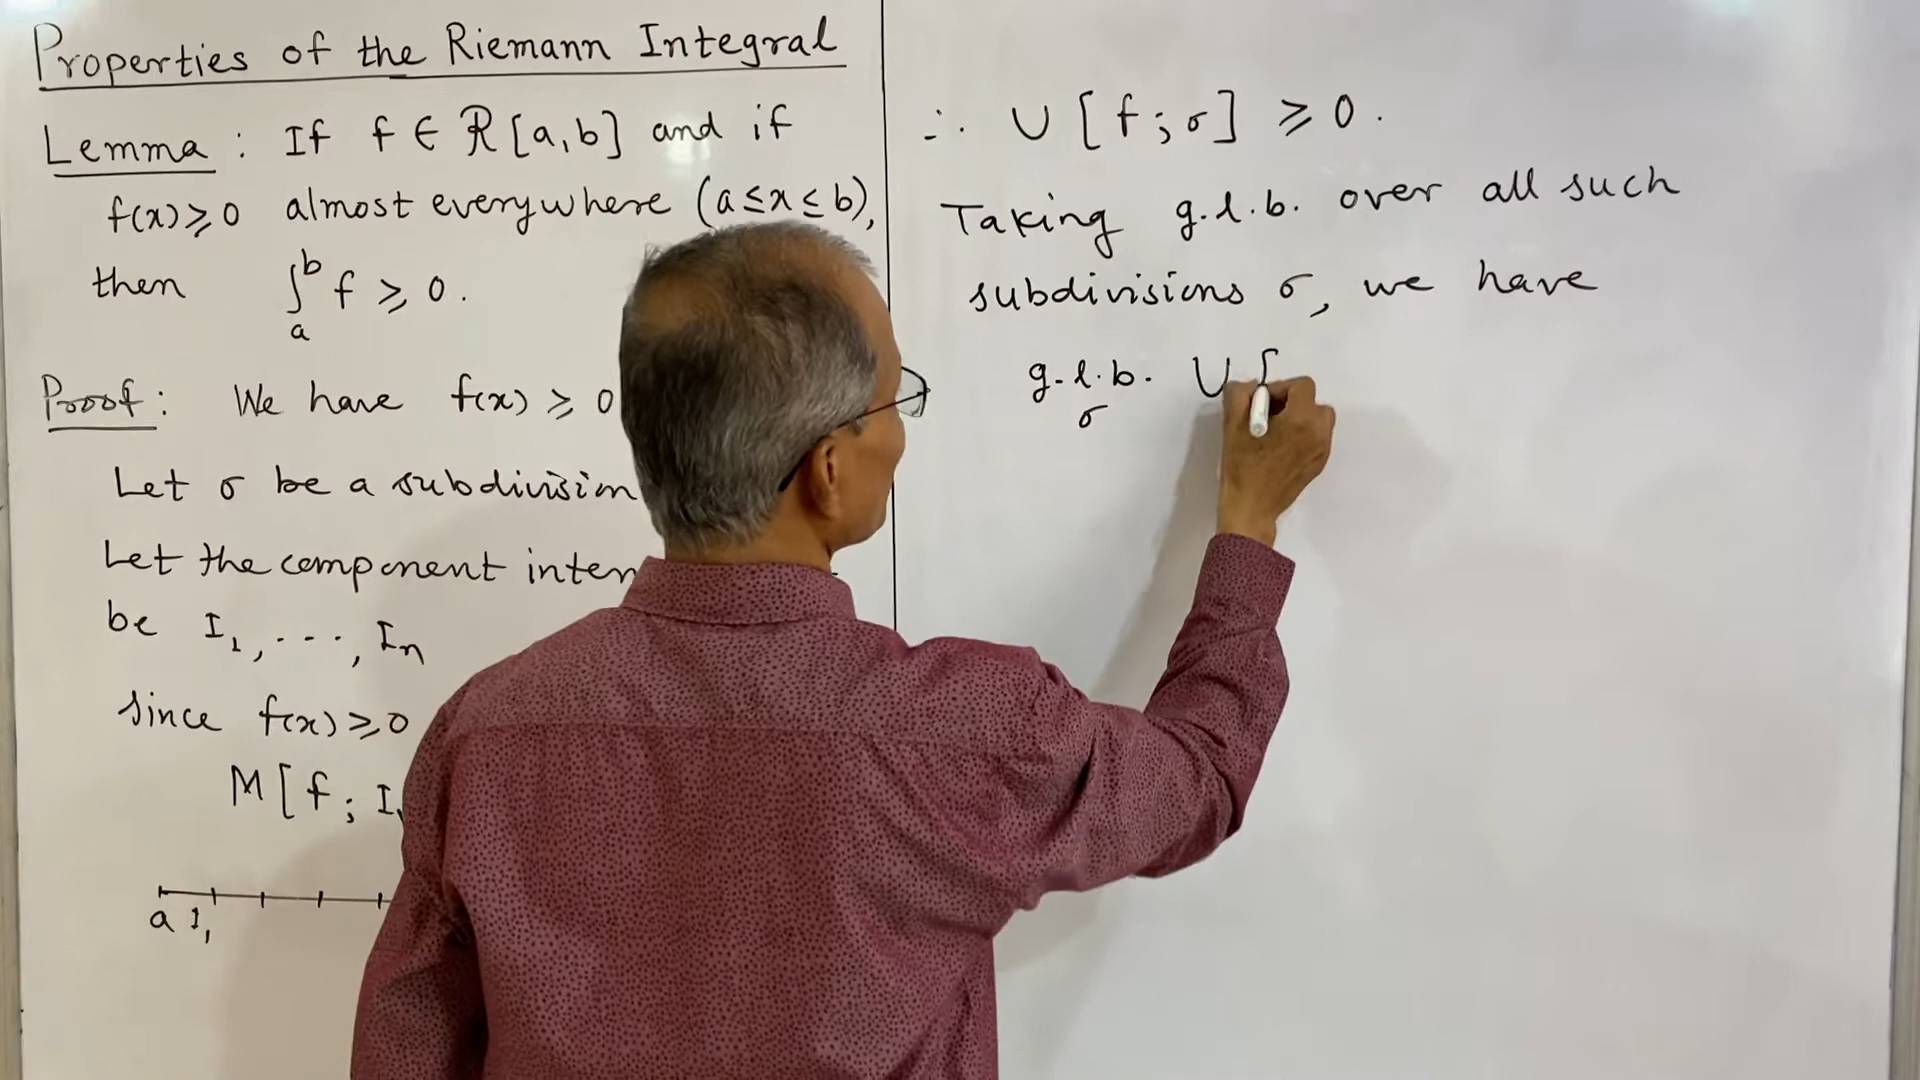 Properties of the Riemann Integral
Lemma : If f ∈ R [a,b] and if
f(x) ≥ 0 almost everywhere (a ≤ x ≤ b),
then ∫_a^b f ≥ 0.
Proof : We have f(x) ≥ 0
Let σ be a subdivision
Let the component
be I₁, ---, Iₙ
Since f(x) ≥ 0
M [ f ; I
a I₁
∴ U [ f ; σ ] ≥ 0.
Taking g.l.b. over all such
subdivisions σ, we have
g.l.b. U [
σ